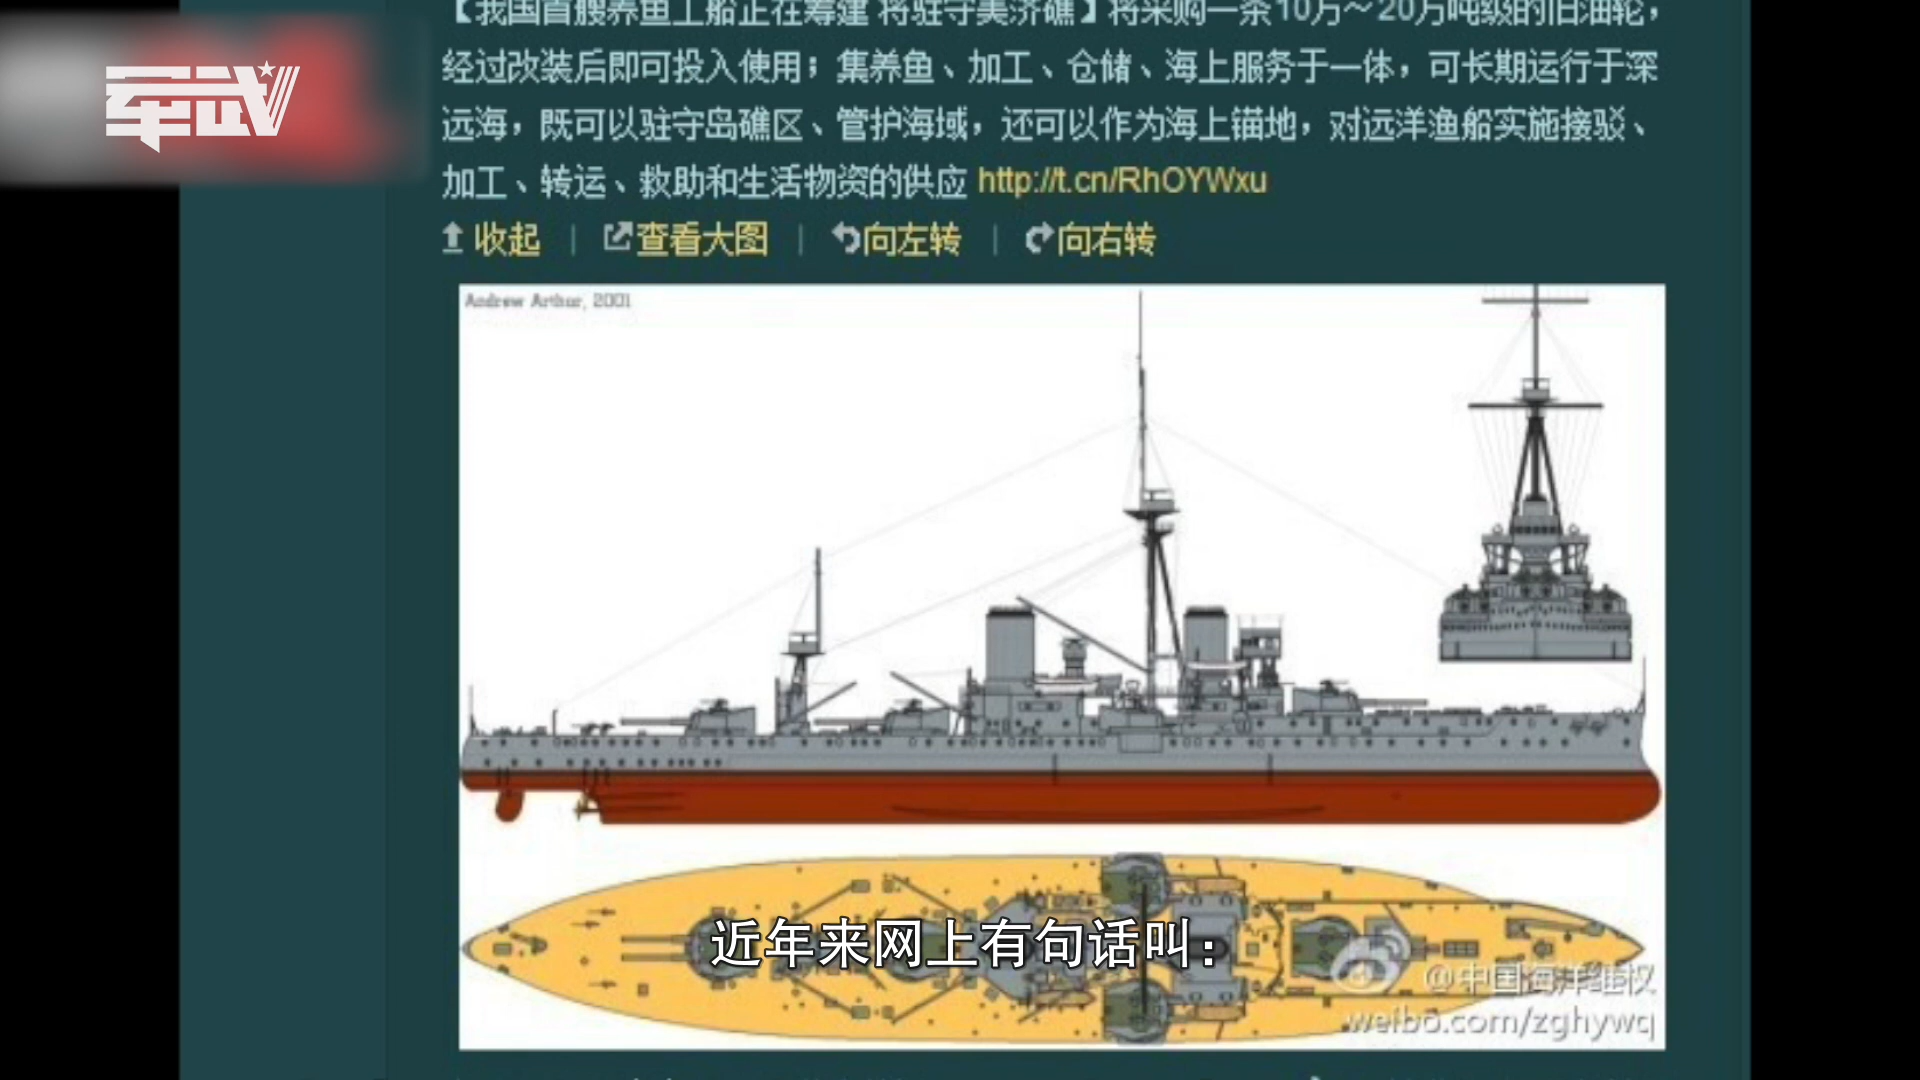 军武
【我国首艘养鱼工船正在筹建 将驻守美济礁】将采购一条10万～20万吨级的旧油轮，
经过改装后即可投入使用；集养鱼、加工、仓储、海上服务于一体，可长期运行于深
远海，既可以驻守岛礁区、管护海域，还可以作为海上锚地，对远洋渔船实施接驳、
加工、转运、救助和生活物资的供应 http://t.cn/RhOYWxu
收起 | 查看大图 | 向左转 | 向右转
Andrew Arthur, 2001
近年来网上有句话叫：
@中国海洋维权
weibo.com/zghywq